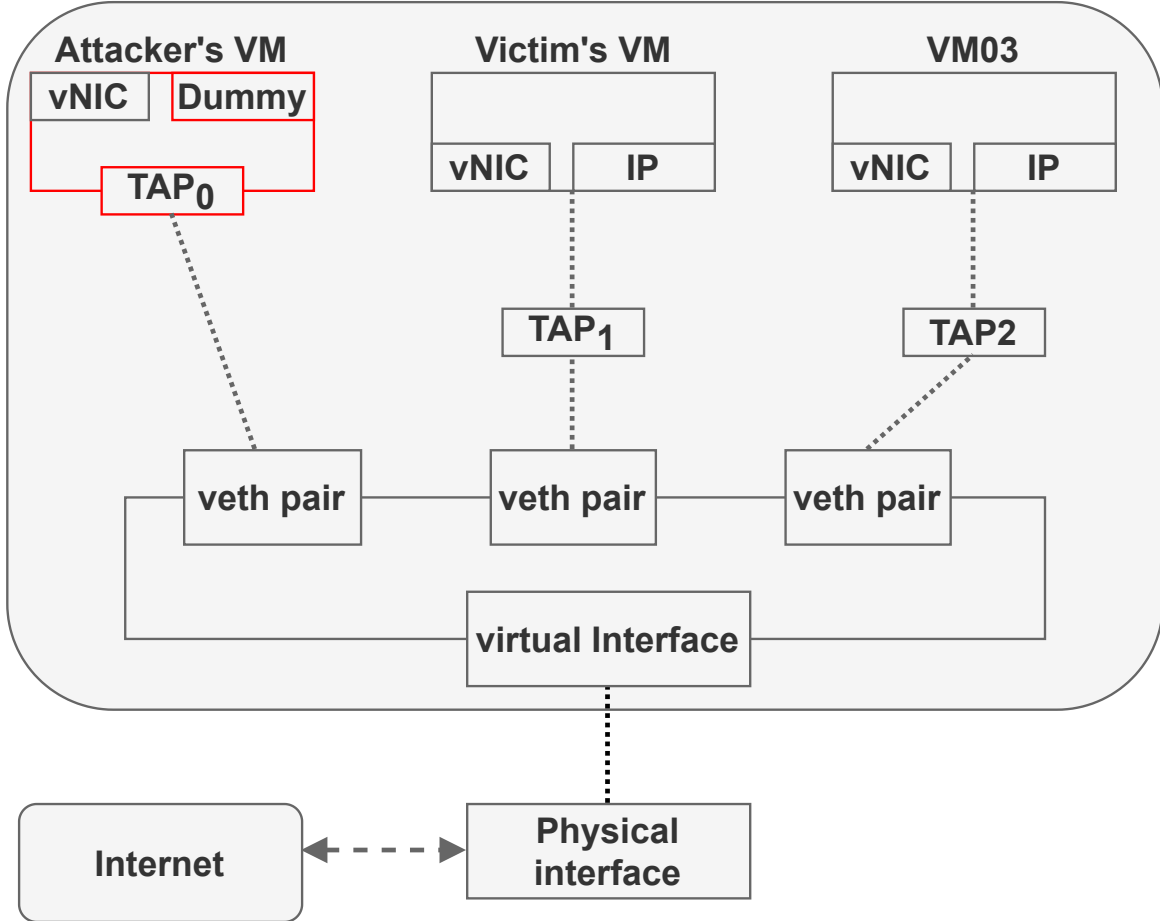 Attacker's VM
Victim's VM
VM03
vNIC
Dummy
TAP0
vNIC
IP
vNIC
IP
TAP1
TAP2
veth pair
veth pair
veth pair
virtual Interface
Internet
Physical
interface